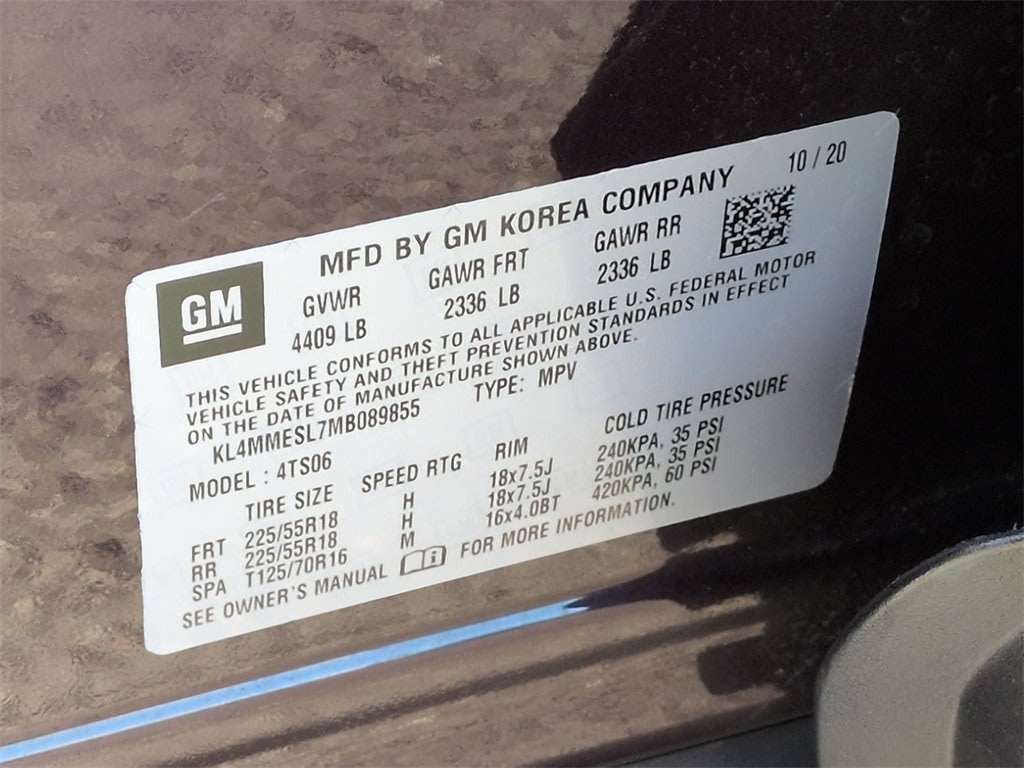 10 / 20
MFD BY GM KOREA COMPANY
GM
GVWR GAWR FRT GAWR RR
4409 LB 2336 LB 2336 LB
THIS VEHICLE CONFORMS TO ALL APPLICABLE U.S. FEDERAL MOTOR
VEHICLE SAFETY AND THEFT PREVENTION STANDARDS IN EFFECT
ON THE DATE OF MANUFACTURE SHOWN ABOVE.
KL4MMESL7MB089855 TYPE: MPV
MODEL : 4TS06
TIRE SIZE SPEED RTG RIM COLD TIRE PRESSURE
FRT 225/55R18 H 18x7.5J 240KPA, 35 PSI
RR 225/55R18 H 18x7.5J 240KPA, 35 PSI
SPA T125/70R16 M 16x4.0BT 420KPA, 60 PSI
SEE OWNER'S MANUAL FOR MORE INFORMATION.